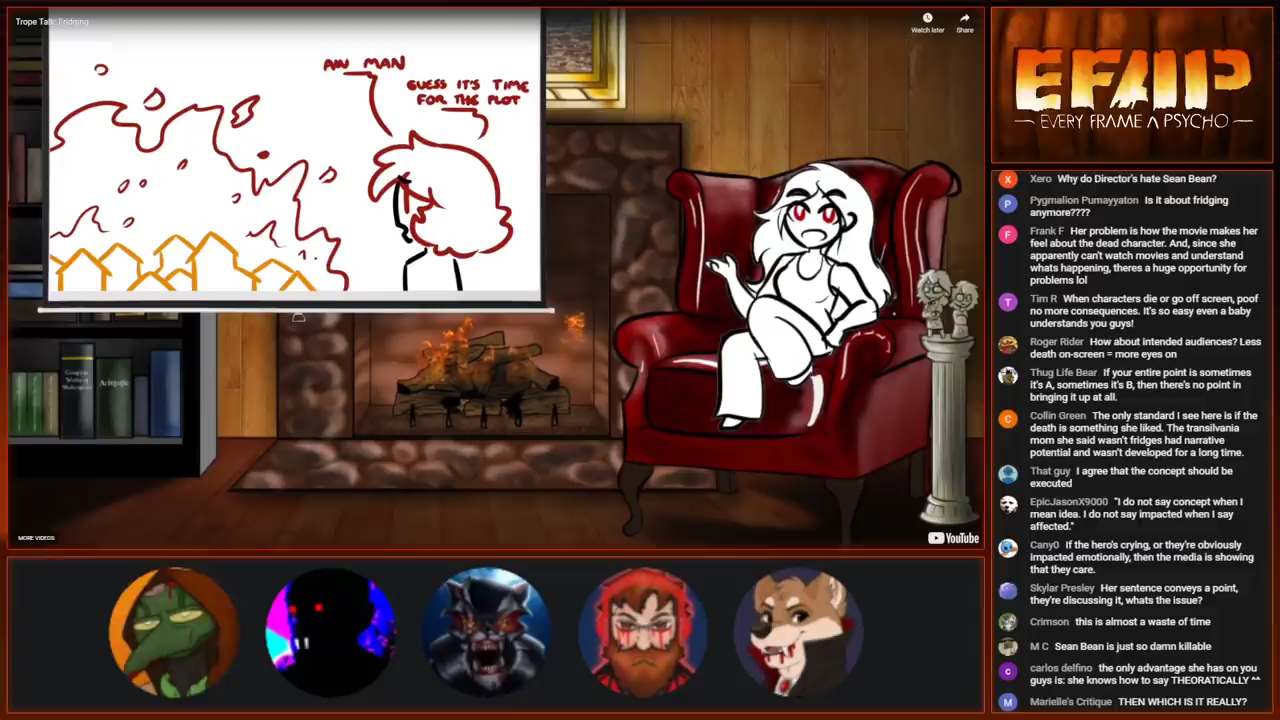 Trope Talk: Fridging
Watch later
Share
AW MAN
GUESS IT'S TIME
FOR THE PLOT
Complete
Works of
Shakespeare
Aristotle
MORE VIDEOS
YouTube
EFAP
EVERY FRAME A PSYCHO
Xero Why do Director's hate Sean Bean?
Pygmalion Pumayyaton Is it about fridging
anymore????
Frank F Her problem is how the movie makes her
feel about the dead character. And, since she
apparently can't watch movies and understand
whats happening, theres a huge opportunity for
problems lol
Tim R When characters die or go off screen, poof
no more consequences. It's so easy even a baby
understands you guys!
Roger Rider How about intended audiences? Less
death on-screen = more eyes on
Thug Life Bear If your entire point is sometimes
it's A, sometimes it's B, then there's no point in
bringing it up at all.
Collin Green The only standard I see here is if the
death is something she liked. The transilvania
mom she said wasn't fridges had narrative
potential and wasn't developed for a long time.
That guy I agree that the concept should be
executed
EpicJasonX9000 "I do not say concept when I
mean idea. I do not say impacted when I say
affected."
Cany0 If the hero's crying, or they're obviously
impacted emotionally, then the media is showing
that they care.
Skylar Presley Her sentence conveys a point,
they're discussing it, whats the issue?
Crimson this is almost a waste of time
M C Sean Bean is just so damn killable
carlos delfino the only advantage she has on you
guys is: she knows how to say THEORATICALLY ^^
Marielle's Critique THEN WHICH IS IT REALLY?